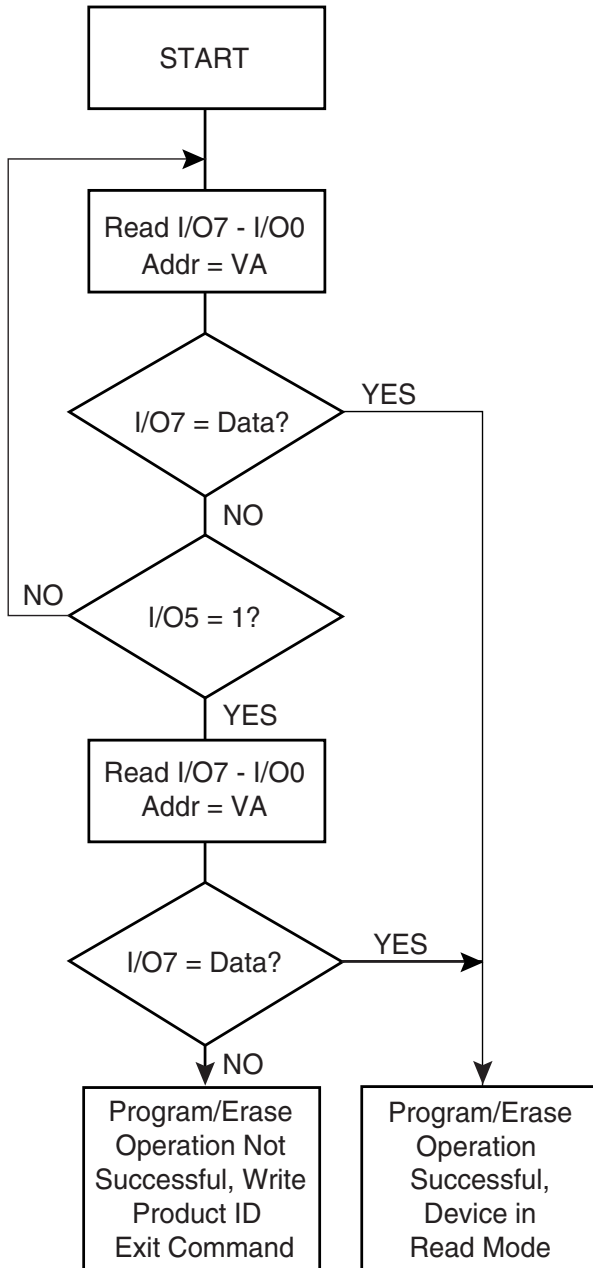 START
Read I/O7 - I/O0
Addr = VA
I/O7 = Data?
YES
NO
NO
I/O5 = 1?
YES
Read I/O7 - I/O0
Addr = VA
I/O7 = Data?
YES
NO
Program/Erase
Operation Not
Successful, Write
Product ID
Exit Command
Program/Erase
Operation
Successful,
Device in
Read Mode